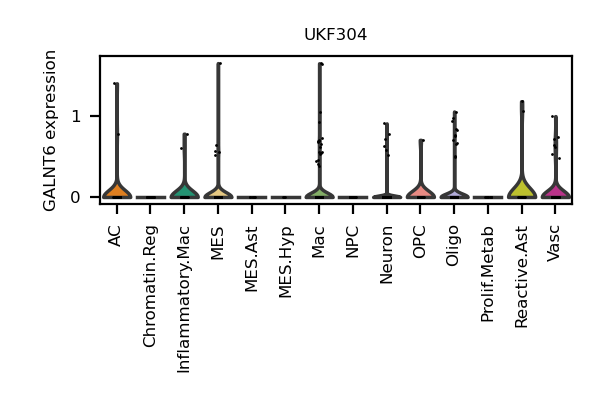 UKF304
GALNT6 expression
1
0
AC
Chromatin.Reg
Inflammatory.Mac
MES
MES.Ast
MES.Hyp
Mac
NPC
Neuron
OPC
Oligo
Prolif.Metab
Reactive.Ast
Vasc